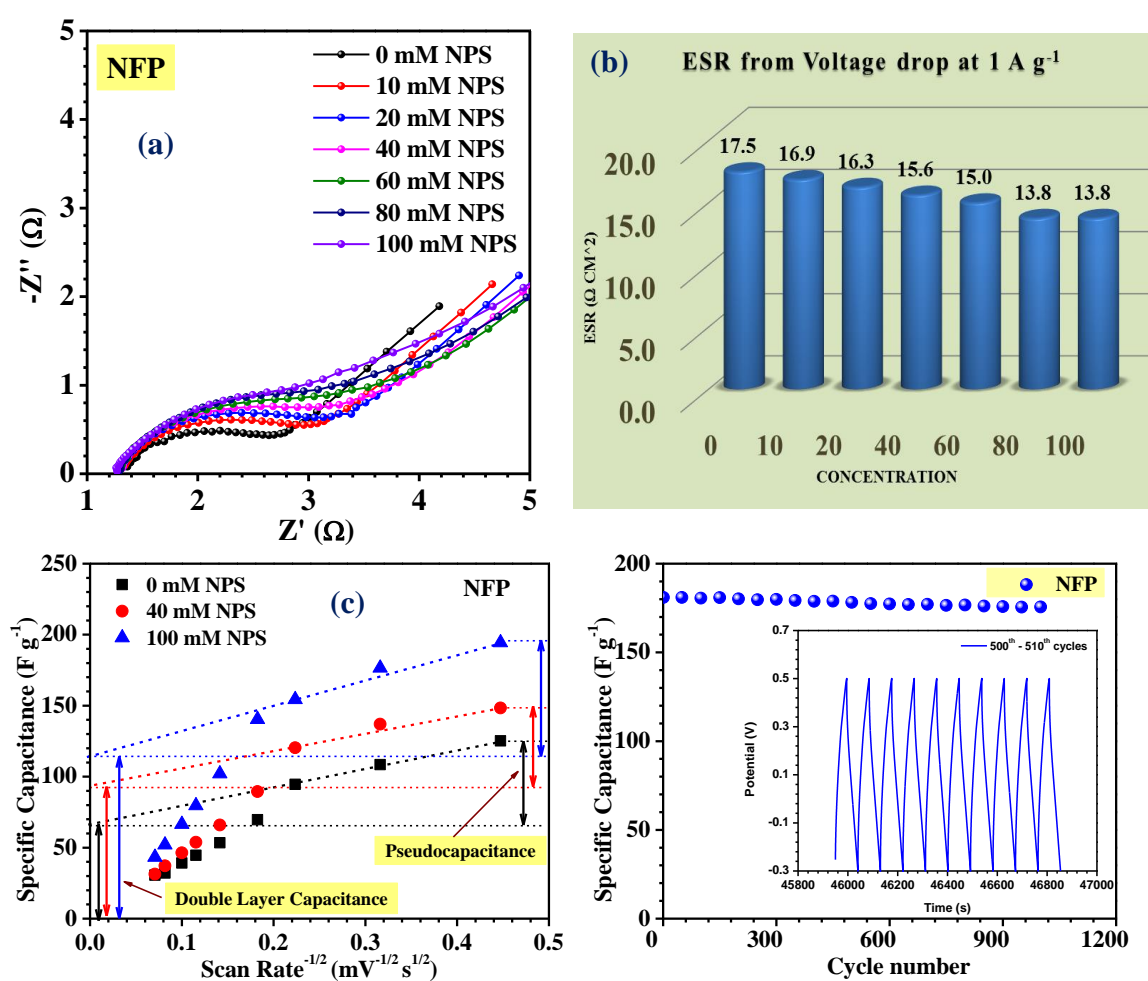 NFP
(a)
0 mM NPS
10 mM NPS
20 mM NPS
40 mM NPS
60 mM NPS
80 mM NPS
100 mM NPS
5
4
3
2
1
0
-Z'' (Ω)
1 2 3 4 5
Z' (Ω)
(b)
ESR from Voltage drop at 1 A g-1
17.5 16.9 16.3 15.6 15.0 13.8 13.8
20.0
15.0
10.0
5.0
0.0
ESR (Ω CM^2)
0 10 20 40 60 80 100
CONCENTRATION
250
200
150
100
50
0
Specific Capacitance (F g-1)
0 mM NPS
40 mM NPS
100 mM NPS
(c)
NFP
Pseudocapacitance
Double Layer Capacitance
0.0 0.1 0.2 0.3 0.4 0.5
Scan Rate-1/2 (mV-1/2 s1/2)
200
150
100
50
0
Specific Capacitance (F g-1)
NFP
0.7
0.5
0.3
0.1
-0.1
-0.3
Potential (V)
500th - 510th cycles
45800 46000 46200 46400 46600 46800 47000
Time (s)
0 300 600 900 1200
Cycle number